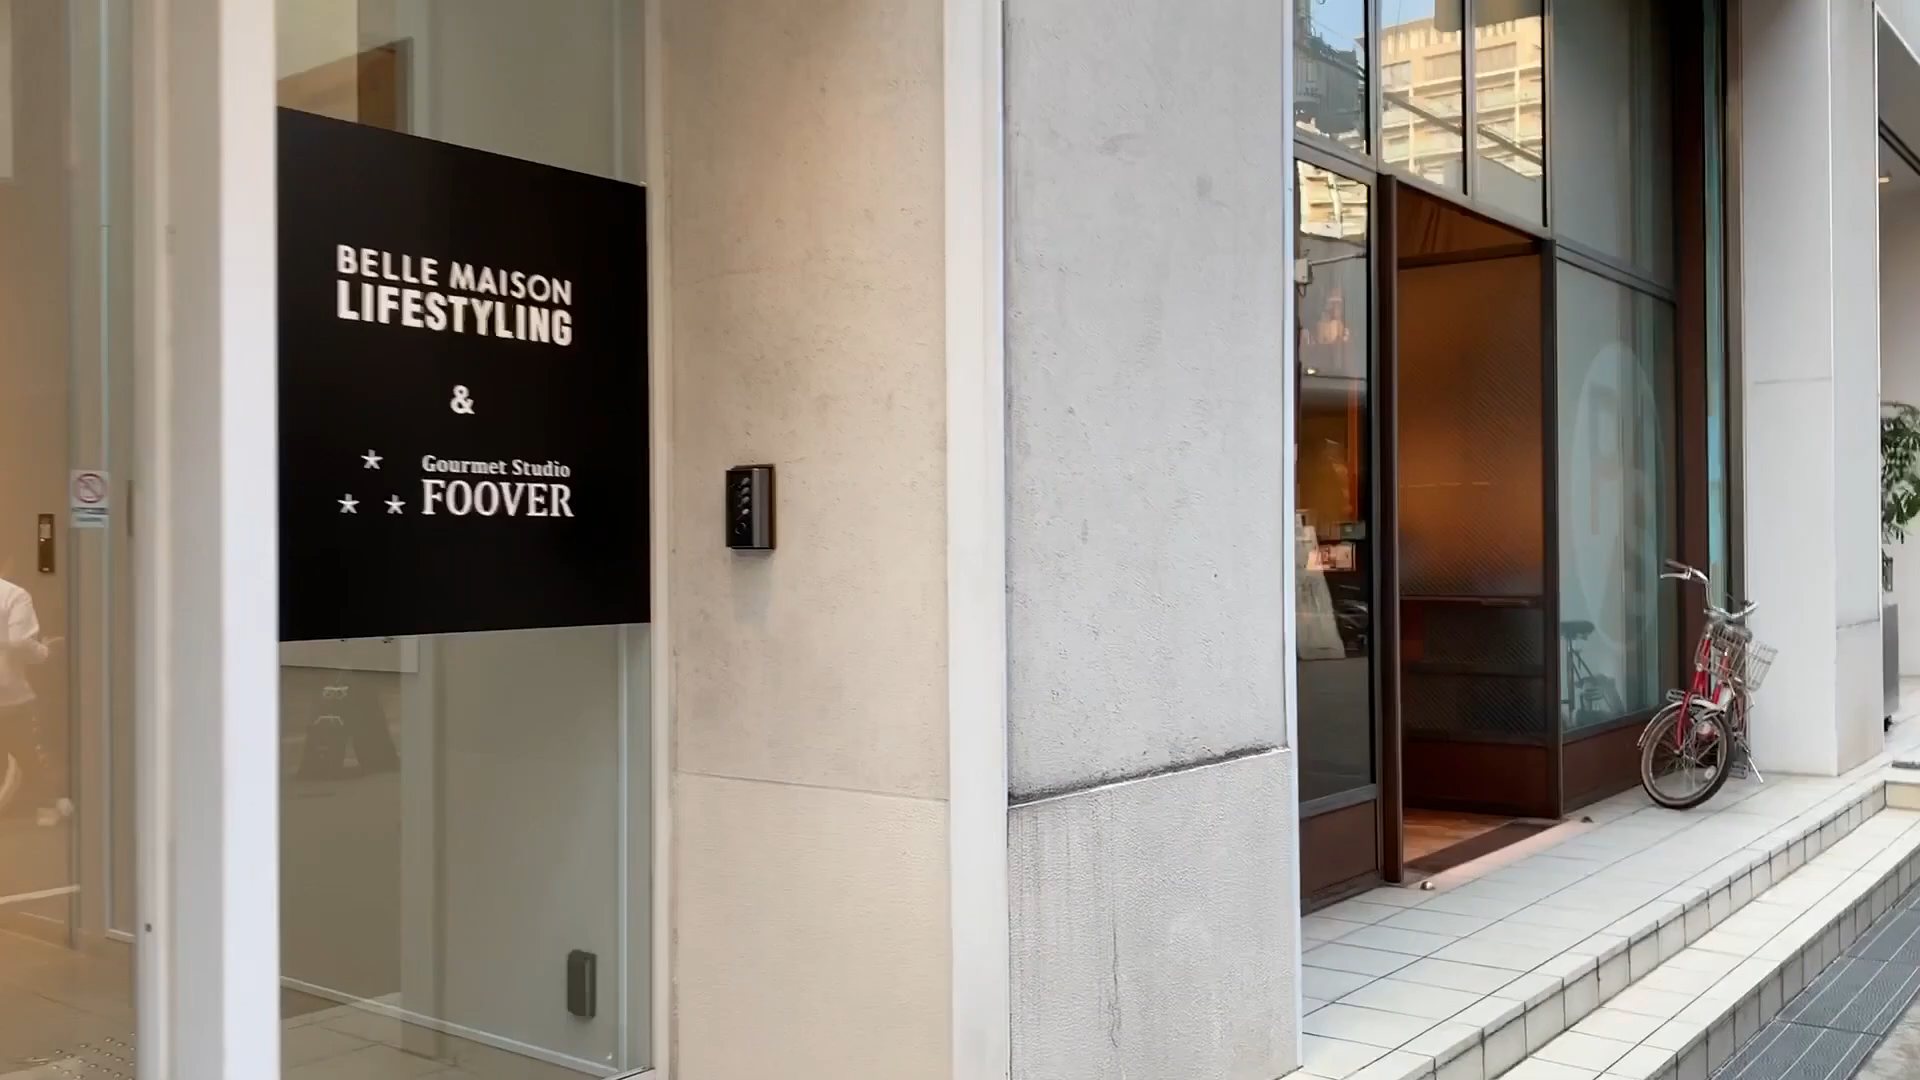 BELLE MAISON
LIFESTYLING
&
Gourmet Studio
FOOVER